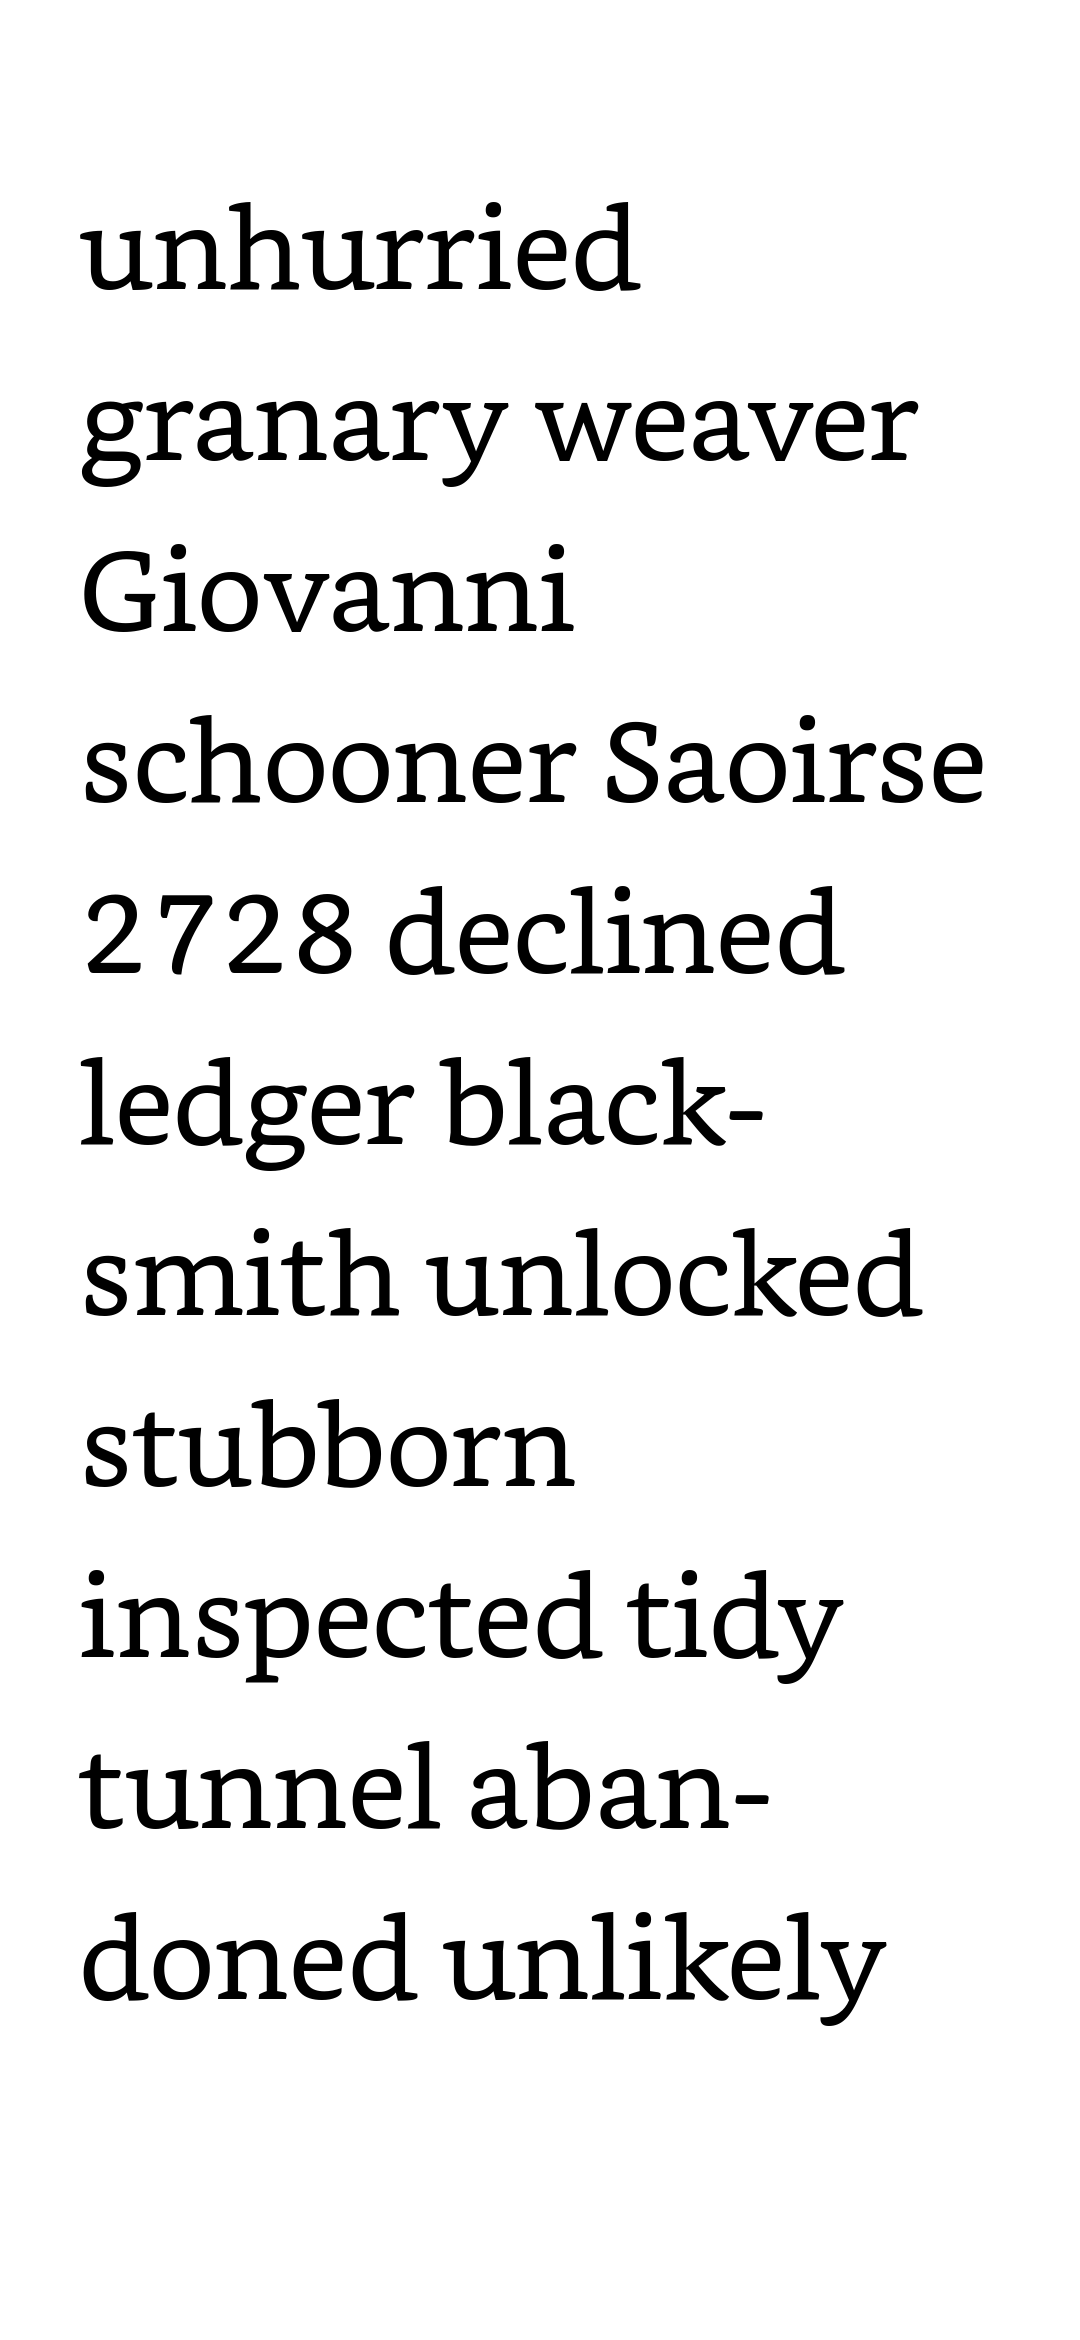 unhurried
granary weaver
Giovanni
schooner Saoirse
2728 declined
ledger black-
smith unlocked
stubborn
inspected tidy
tunnel aban-
doned unlikely